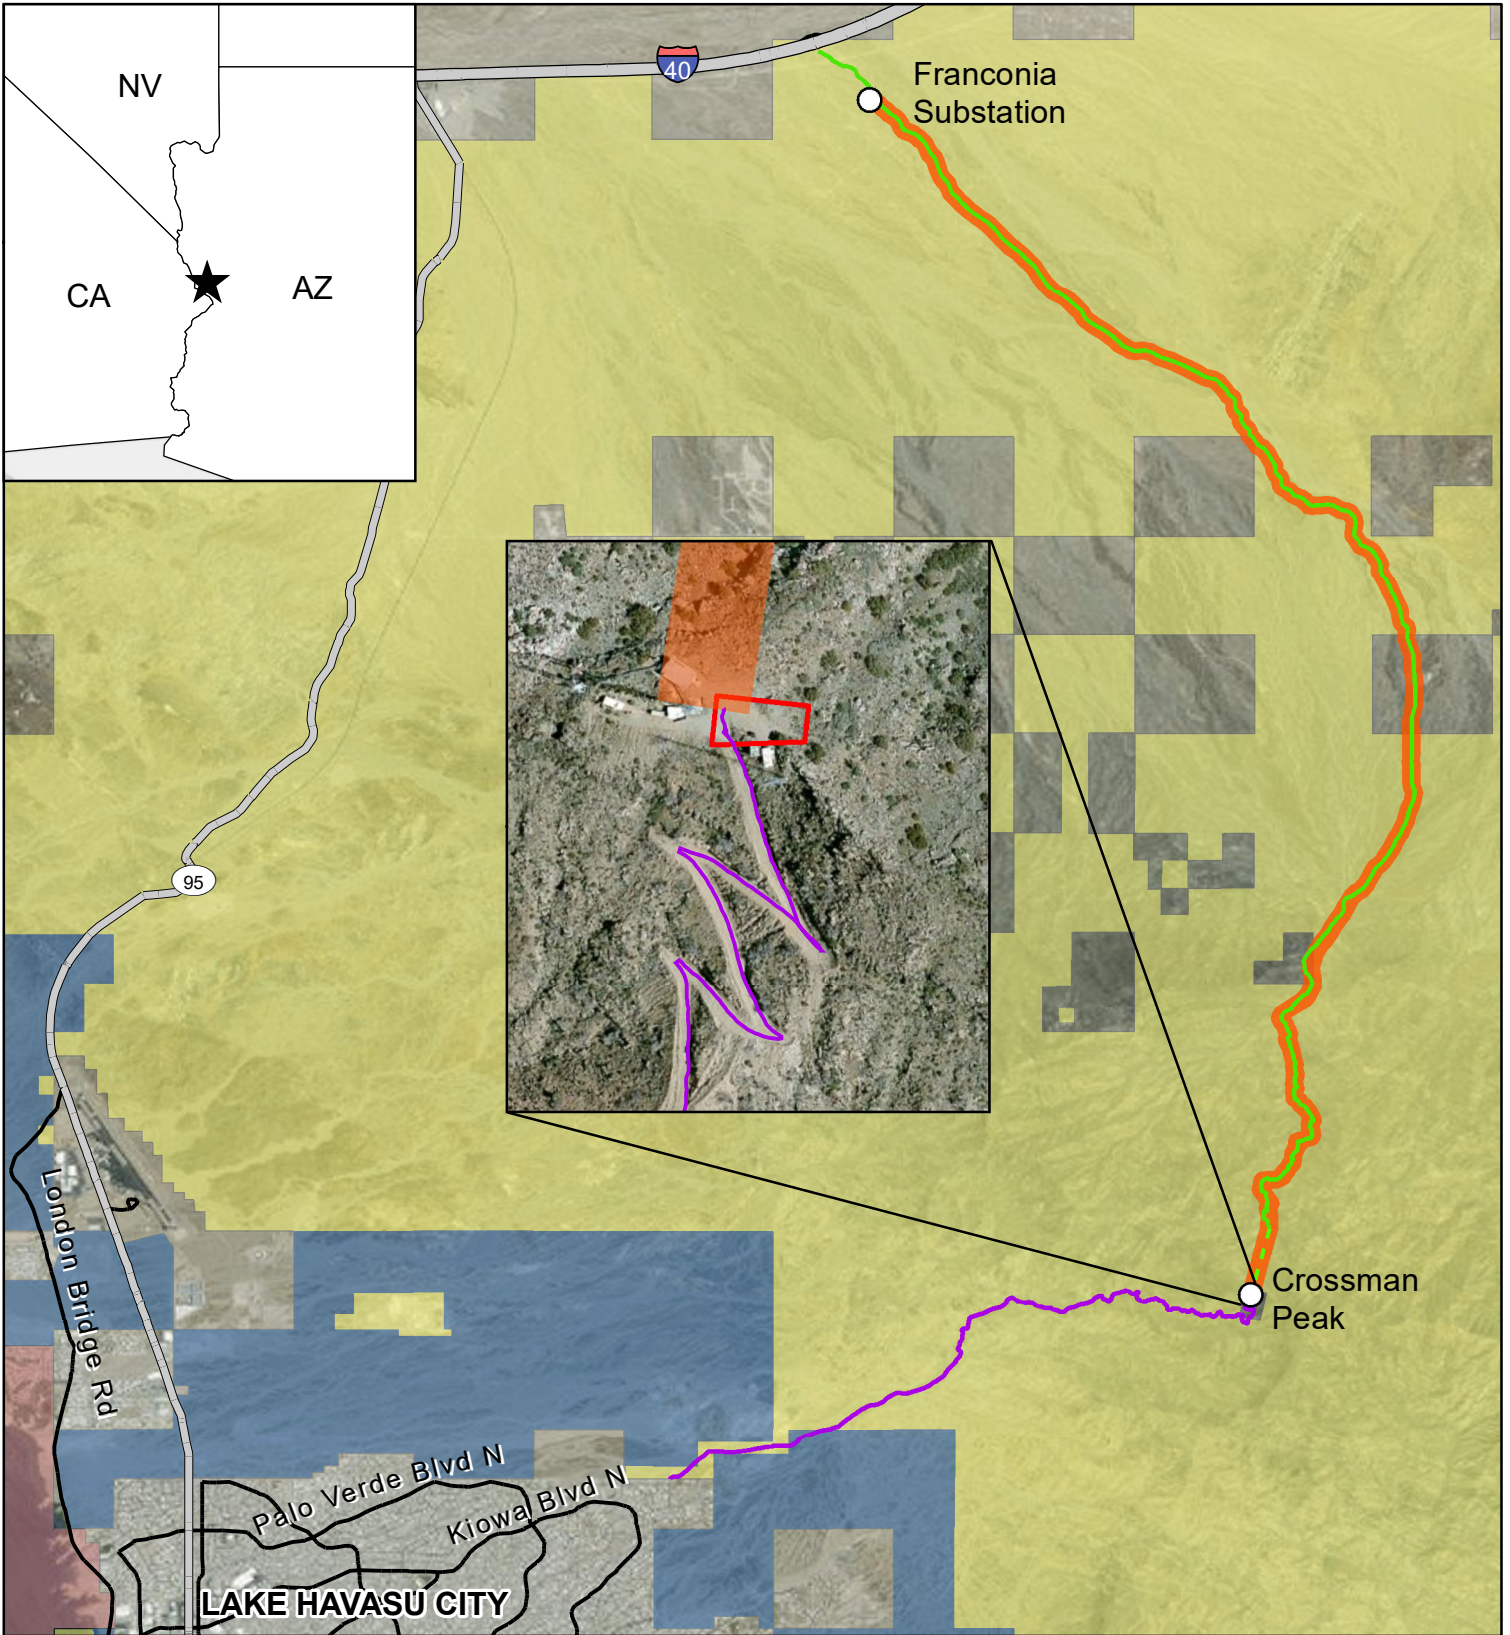 NV
CA
AZ
40
Franconia
Substation
95
London Bridge Rd
Crossman
Peak
Palo Verde Blvd N
Kiowa Blvd N
LAKE HAVASU CITY